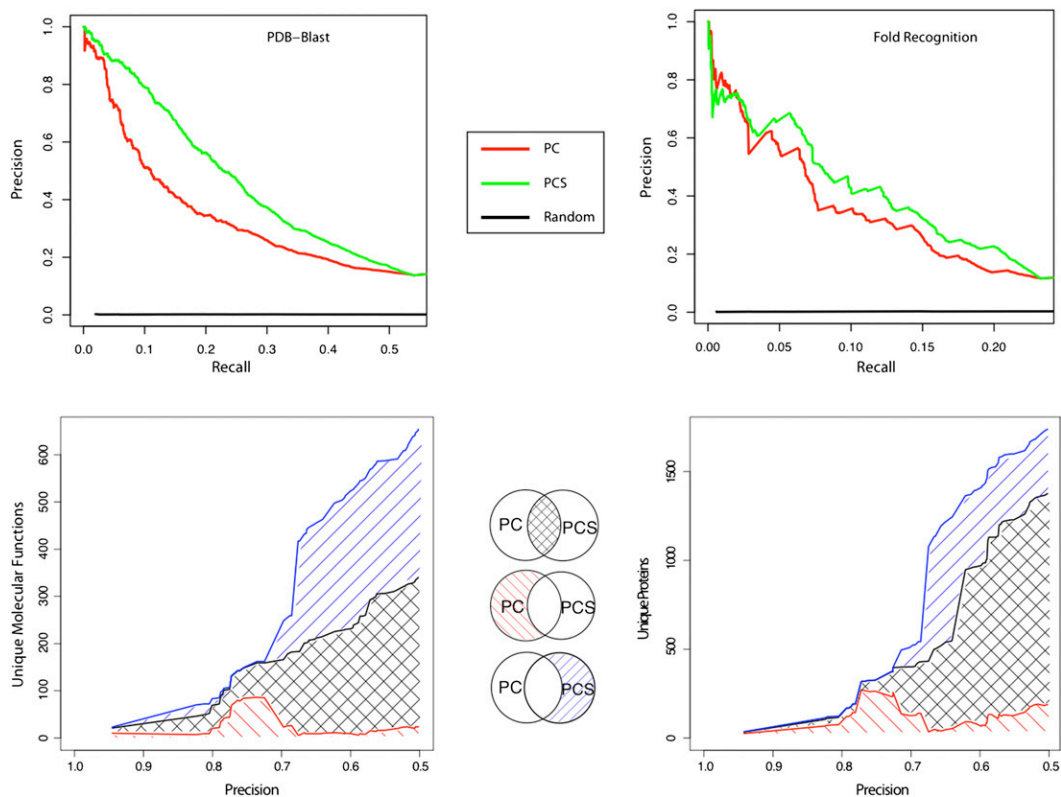 PDB–Blast
Precision
1.0
0.8
0.6
0.4
0.2
0.0
0.0
0.1
0.2
0.3
0.4
0.5
Recall
PC
PCS
Random
Fold Recognition
Precision
1.0
0.8
0.6
0.4
0.2
0.0
0.00
0.05
0.10
0.15
0.20
Recall
Unique Molecular Functions
600
500
400
300
200
100
0
1.0
0.9
0.8
0.7
0.6
0.5
Precision
PC
PCS
PC
PCS
PC
PCS
Unique Proteins
1500
1000
500
0
1.0
0.9
0.8
0.7
0.6
0.5
Precision